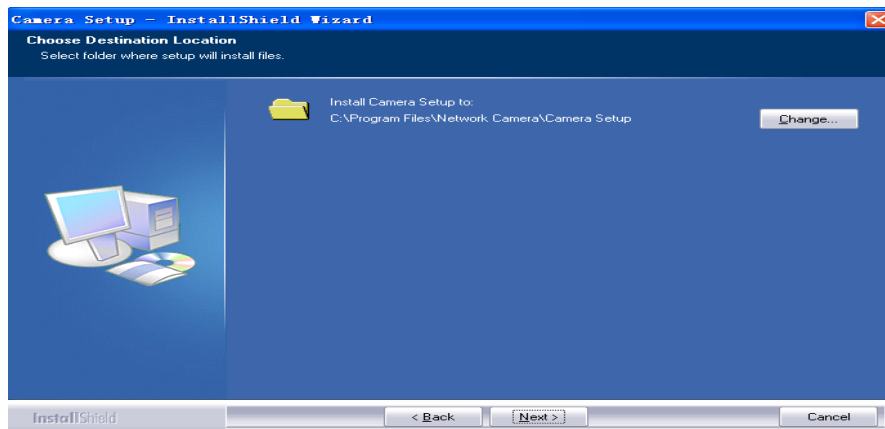 Camera Setup - InstallShield Wizard
Choose Destination Location
Select folder where setup will install files.
Install Camera Setup to:
C:\Program Files\Network Camera\Camera Setup
Change...
InstallShield
< Back
Next >
Cancel